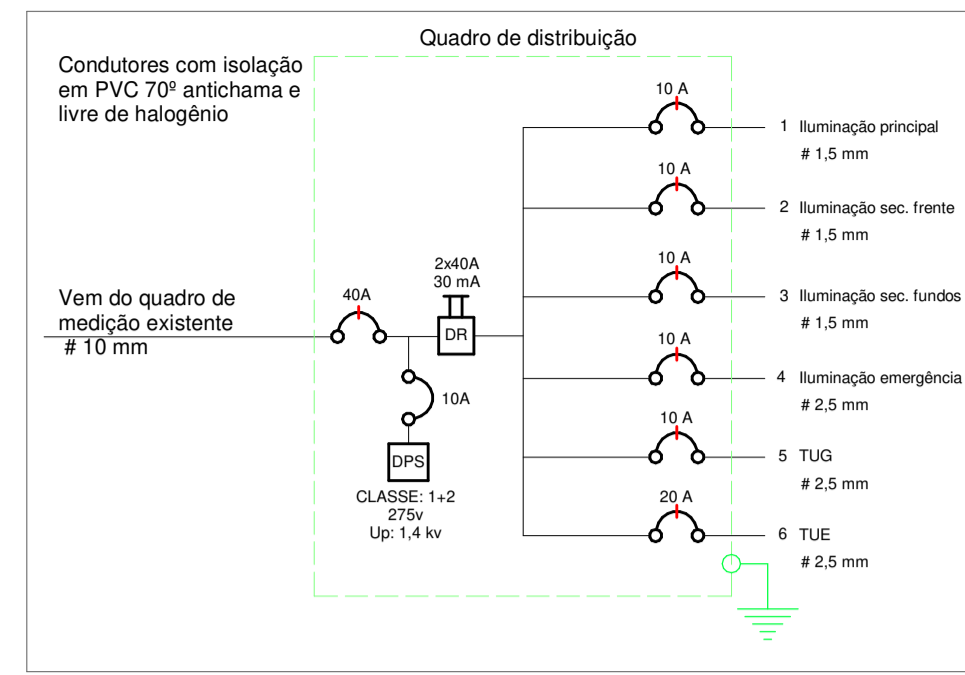 Quadro de distribuição
Condutores com isolação
em PVC 70º antichama e
livre de halogênio
10 A
1 Iluminação principal
# 1,5 mm
10 A
2 Iluminação sec. frente
# 1,5 mm
10 A
3 Iluminação sec. fundos
# 1,5 mm
Vem do quadro de
medição existente
# 10 mm
40A
2x40A
30 mA
DR
10A
DPS
CLASSE: 1+2
275v
Up: 1,4 kv
10 A
4 Iluminação emergência
# 2,5 mm
10 A
5 TUG
# 2,5 mm
20 A
6 TUE
# 2,5 mm